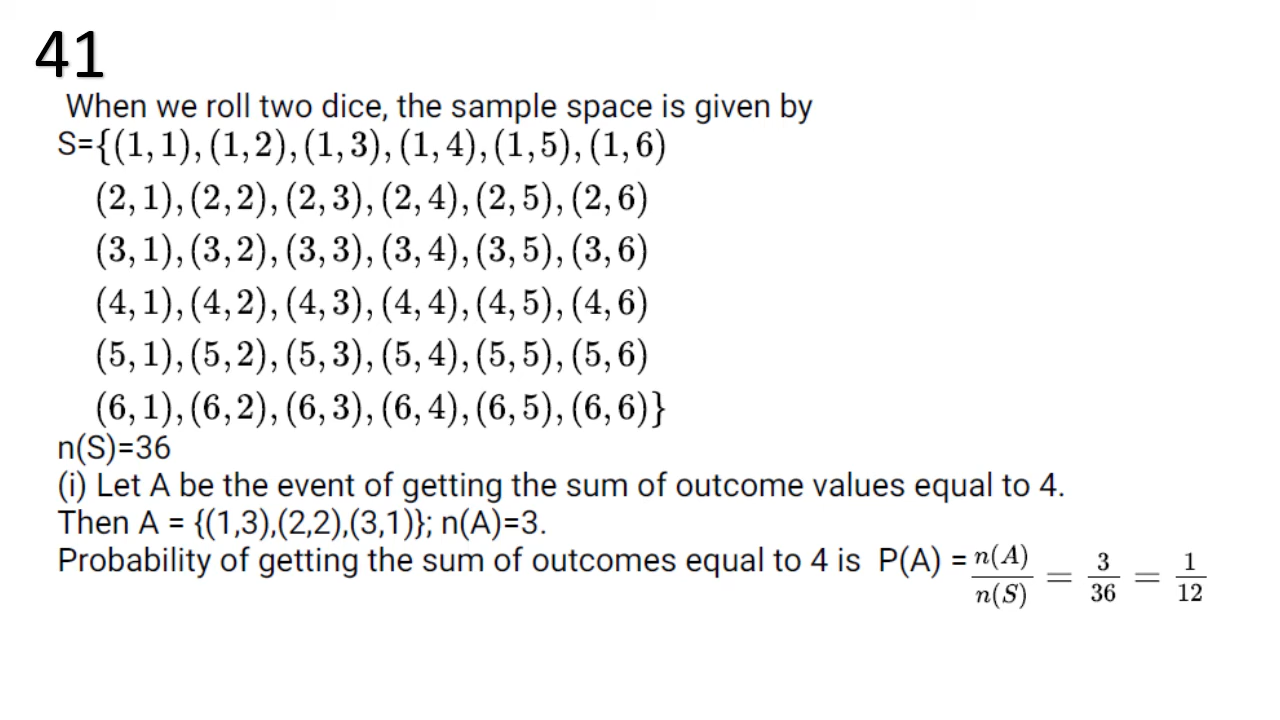 41
When we roll two dice, the sample space is given by
S={(1, 1), (1, 2), (1, 3), (1, 4), (1, 5), (1, 6)
(2, 1), (2, 2), (2, 3), (2, 4), (2, 5), (2, 6)
(3, 1), (3, 2), (3, 3), (3, 4), (3, 5), (3, 6)
(4, 1), (4, 2), (4, 3), (4, 4), (4, 5), (4, 6)
(5, 1), (5, 2), (5, 3), (5, 4), (5, 5), (5, 6)
(6, 1), (6, 2), (6, 3), (6, 4), (6, 5), (6, 6)}
n(S)=36
(i) Let A be the event of getting the sum of outcome values equal to 4.
Then A = {(1,3),(2,2),(3,1)}; n(A)=3.
Probability of getting the sum of outcomes equal to 4 is P(A) = n(A)/n(S) = 3/36 = 1/12